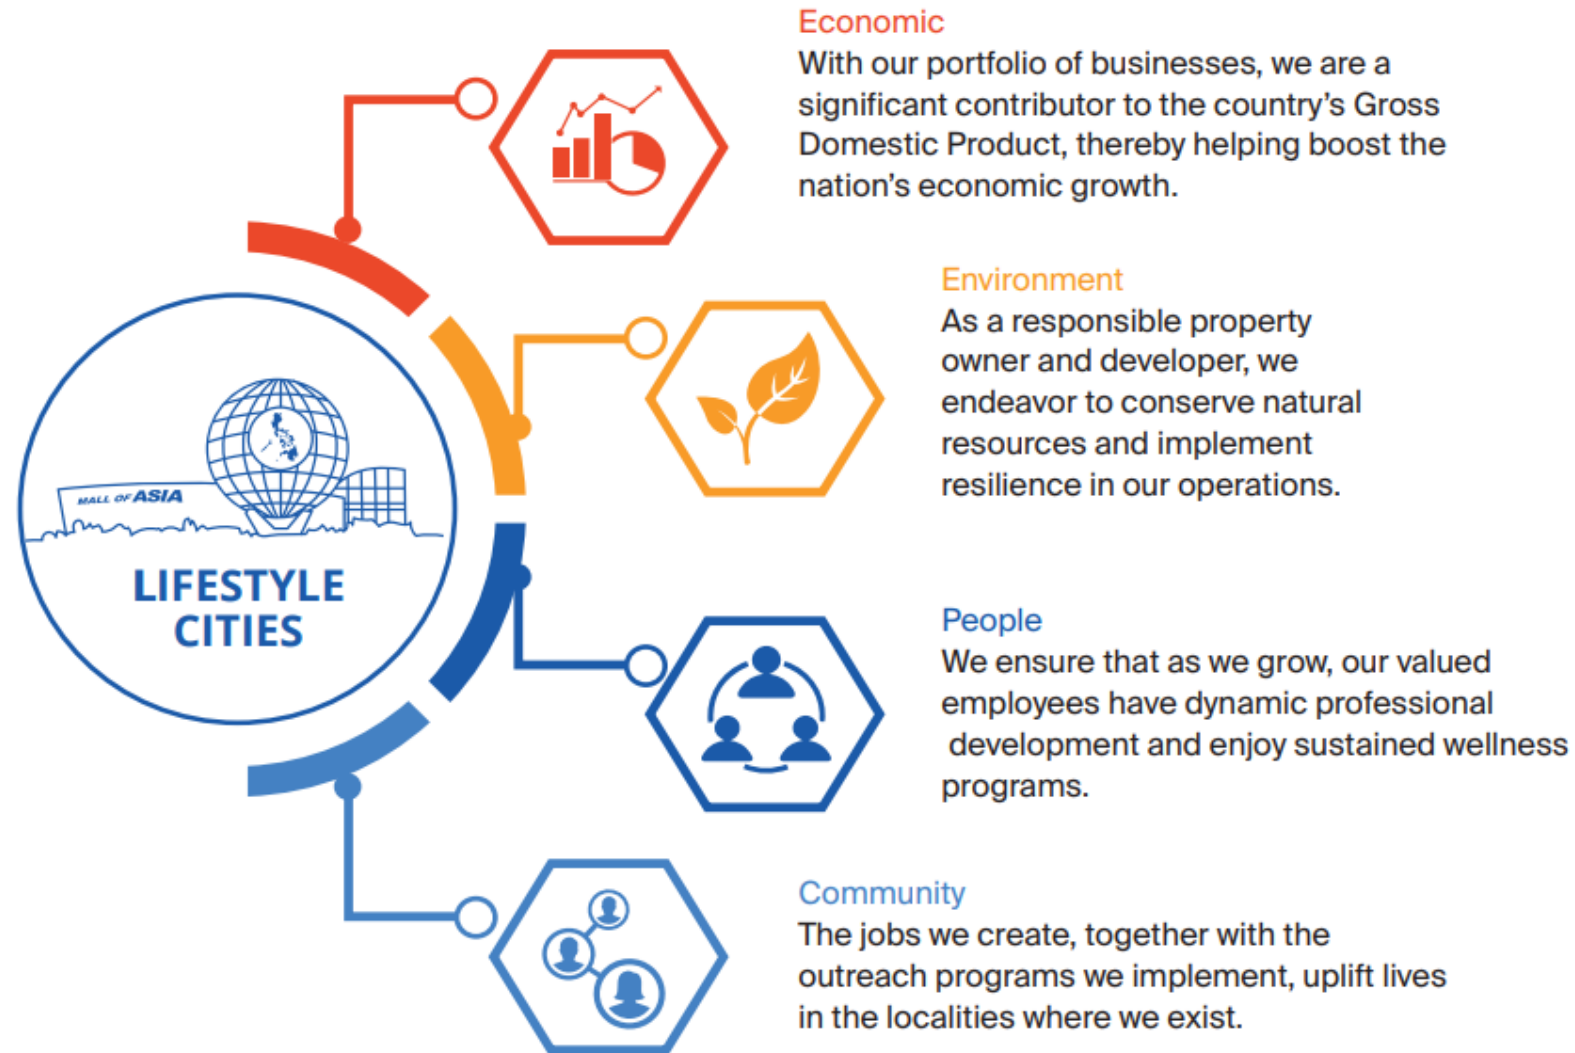 Economic
With our portfolio of businesses, we are a
significant contributor to the country's Gross
Domestic Product, thereby helping boost the
nation's economic growth.
Environment
As a responsible property
owner and developer, we
endeavor to conserve natural
resources and implement
resilience in our operations.
MALL OF ASIA
LIFESTYLE
CITIES
People
We ensure that as we grow, our valued
employees have dynamic professional
development and enjoy sustained wellness
programs.
Community
The jobs we create, together with the
outreach programs we implement, uplift lives
in the localities where we exist.